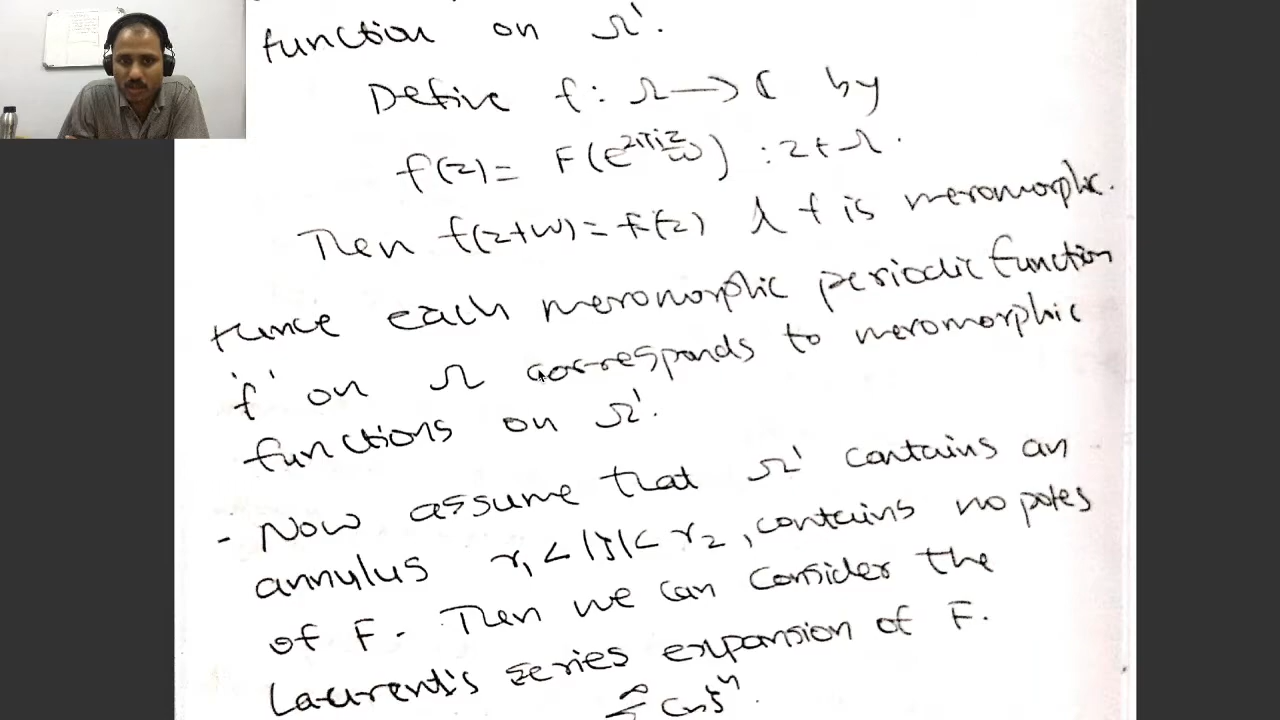 function on Ω'.
Define f: Ω → ℂ by
f(z) = F(e^{2πiz/ω}) : z ∈ Ω.
Then f(z+ω) = f(z) & f is meromorphic.
Hence each meromorphic periodic function
'f' on Ω corresponds to meromorphic
functions on Ω'.
- Now assume that Ω' contains an
annulus r₁ < |ζ| < r₂, contains no poles
of F. Then we can consider the
Laurent's series expansion of F.
∞ Σ Cnζⁿ.